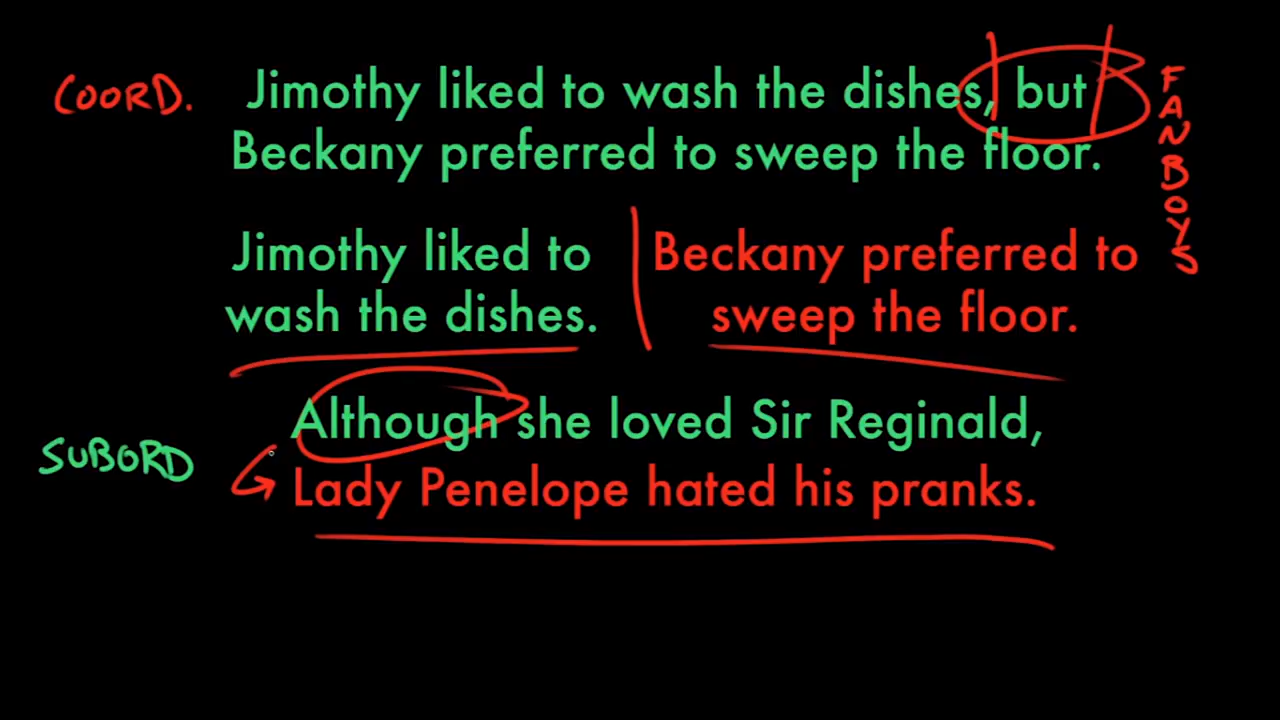 COORD.
Jimothy liked to wash the dishes, but
Beckany preferred to sweep the floor.
F
A
N
B
O
Y
S
Jimothy liked to
wash the dishes.
Beckany preferred to
sweep the floor.
SUBORD
Although she loved Sir Reginald,
Lady Penelope hated his pranks.